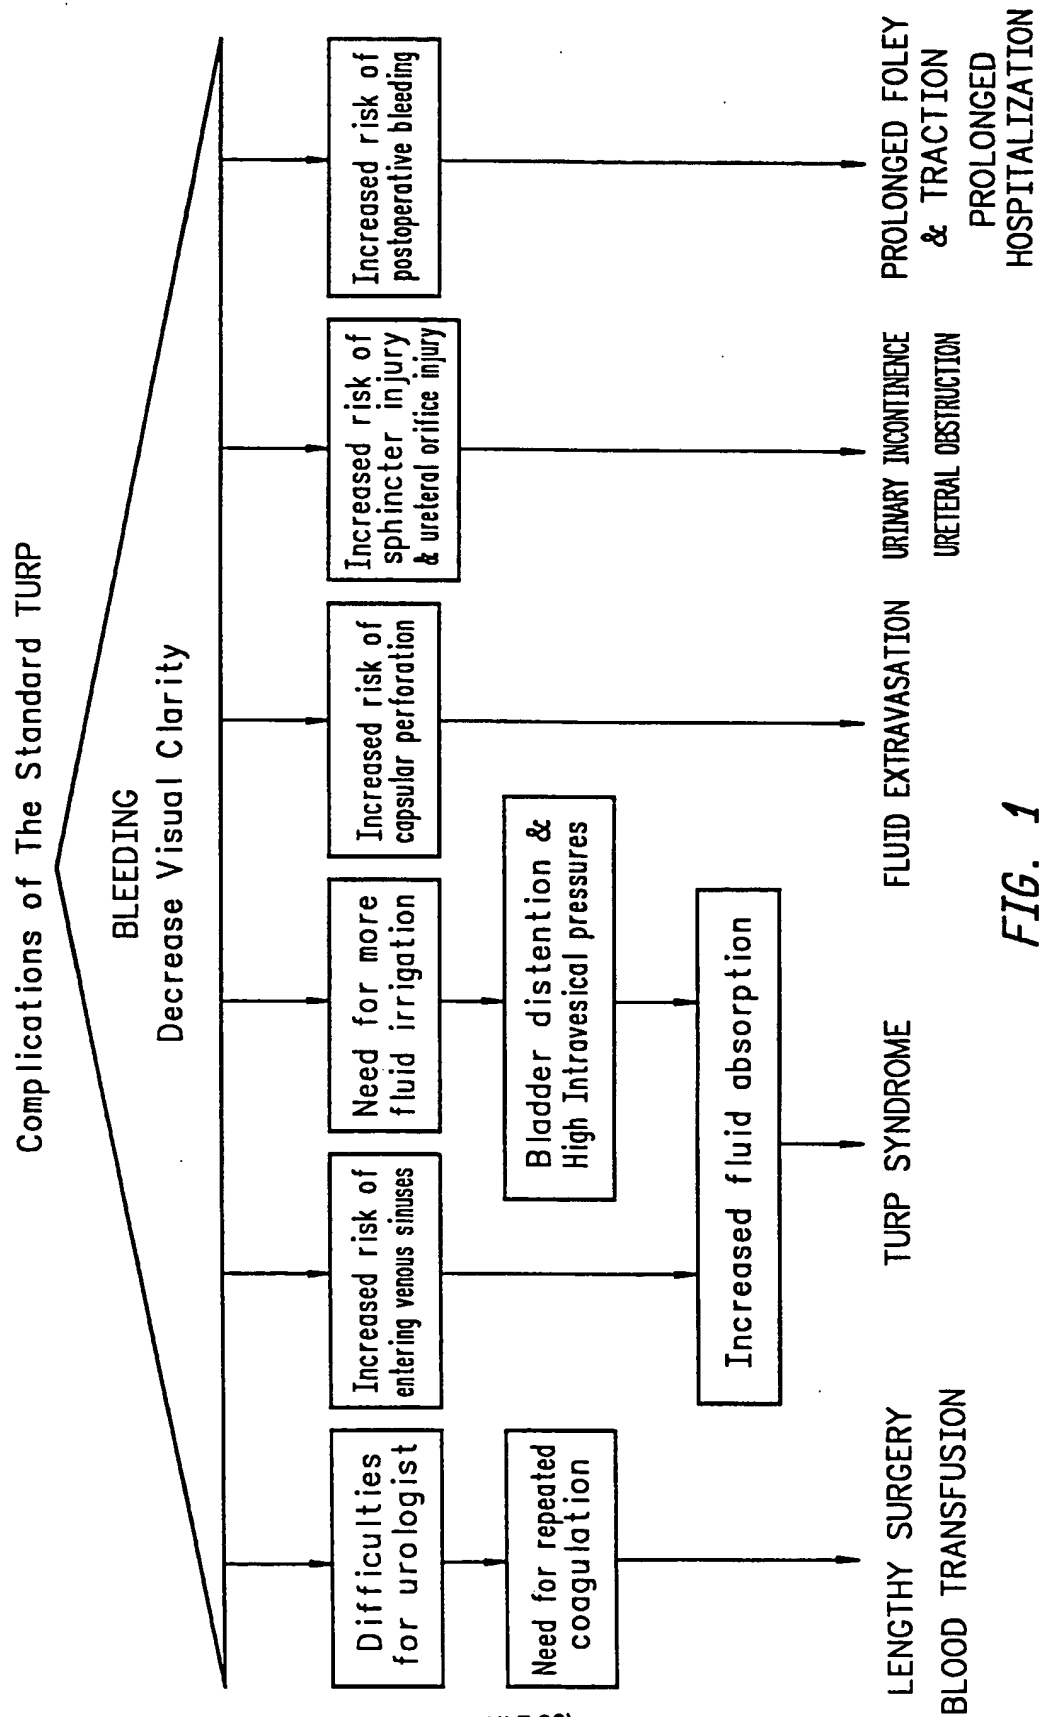 Complications of The Standard TURP
BLEEDING
Decrease Visual Clarity
Difficulties
for urologist
Increased risk of
entering venous sinuses
Need for more
fluid irrigation
Increased risk of
capsular perforation
Increased risk of
sphincter injury
& ureteral orifice injury
Increased risk of
postoperative bleeding
Need for repeated
coagulation
Bladder distention &
High Intravesical pressures
Increased fluid absorption
LENGTHY SURGERY
BLOOD TRANSFUSION
TURP SYNDROME
FLUID EXTRAVASATION
URINARY INCONTINENCE
URETERAL OBSTRUCTION
PROLONGED FOLEY
& TRACTION
PROLONGED
HOSPITALIZATION
FIG. 1